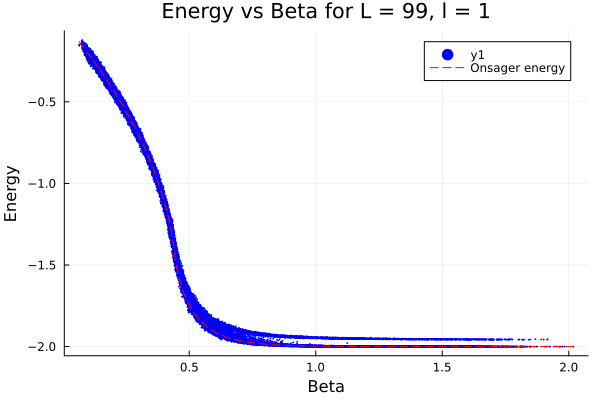 Energy vs Beta for L = 99, l = 1
y1
Onsager energy
Energy
−0.5
−1.0
−1.5
−2.0
0.5
1.0
1.5
2.0
Beta